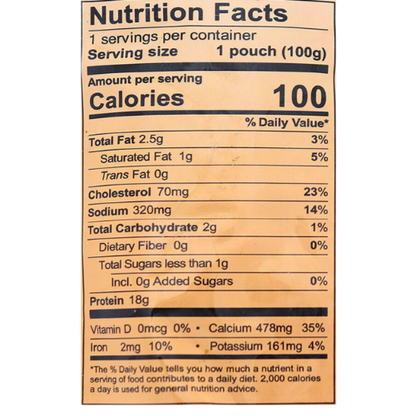 Nutrition Facts
1 servings per container
Serving size 1 pouch (100g)
Amount per serving
Calories 100
% Daily Value*
Total Fat 2.5g 3%
Saturated Fat 1g 5%
Trans Fat 0g
Cholesterol 70mg 23%
Sodium 320mg 14%
Total Carbohydrate 2g 1%
Dietary Fiber 0g 0%
Total Sugars less than 1g
Incl. 0g Added Sugars 0%
Protein 18g
Vitamin D 0mcg 0% • Calcium 478mg 35%
Iron 2mg 10% • Potassium 161mg 4%
*The % Daily Value tells you how much a nutrient in a
serving of food contributes to a daily diet. 2,000 calories
a day is used for general nutrition advice.